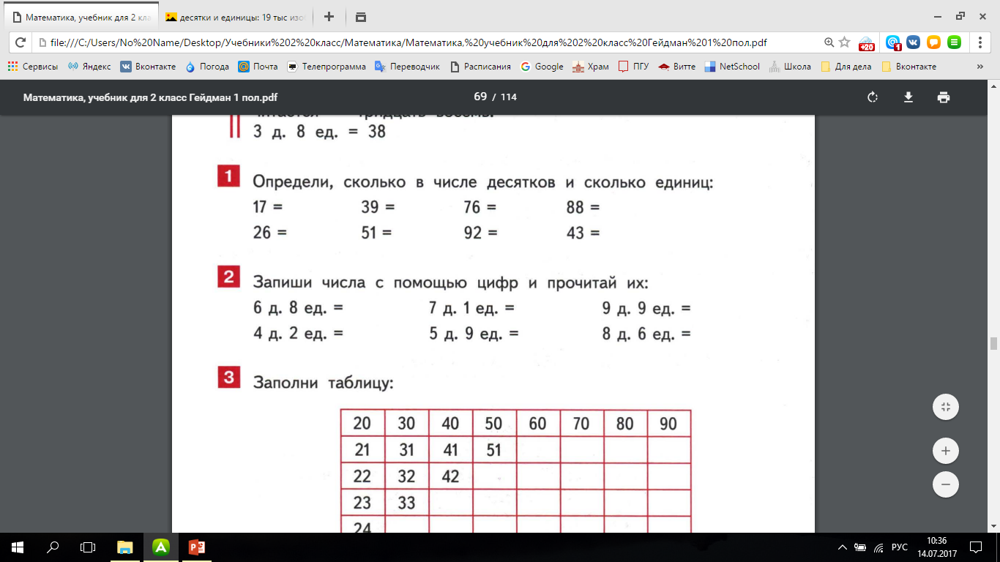 Математика, учебник для 2 кла
десятки и единицы: 19 тыс изо
file:///C:/Users/No%20Name/Desktop/Учебники%202%20класс/Математика/Математика,%20учебник%20для%202%20класс%20Гейдман%201%20пол.pdf
+20
1
Сервисы Яндекс Вконтакте Погода Почта Телепрограмма Переводчик Расписания Google Храм ПГУ Витте NetSchool Школа Для дела Вконтакте »
Математика, учебник для 2 класс Гейдман 1 пол.pdf 69 / 114
3 д. 8 ед. = 38
1 Определи, сколько в числе десятков и сколько единиц:
17 = 39 = 76 = 88 =
26 = 51 = 92 = 43 =
2 Запиши числа с помощью цифр и прочитай их:
6 д. 8 ед. = 7 д. 1 ед. = 9 д. 9 ед. =
4 д. 2 ед. = 5 д. 9 ед. = 8 д. 6 ед. =
3 Заполни таблицу:
20 30 40 50 60 70 80 90
21 31 41 51
22 32 42
23 33
24
РУС
10:36
14.07.2017